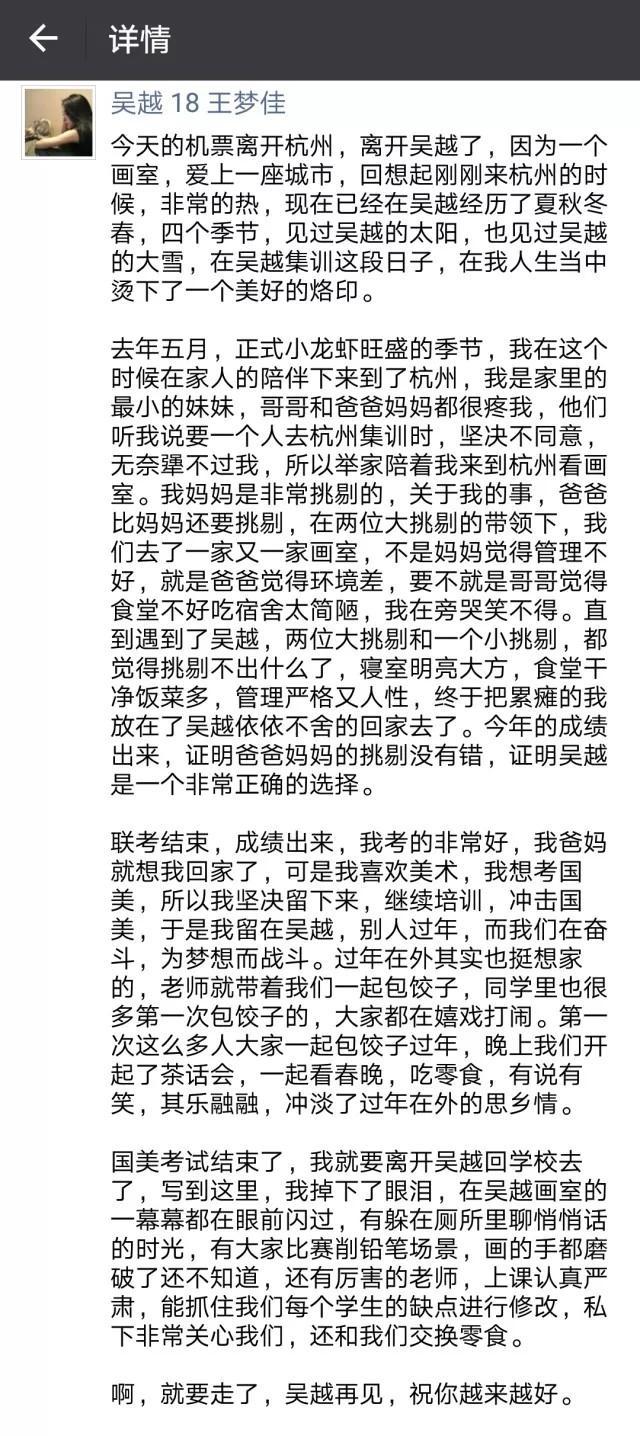 详情
吴越 18 王梦佳
今天的机票离开杭州，离开吴越了，因为一个
画室，爱上一座城市，回想起刚刚来杭州的时
候，非常的热，现在已经在吴越经历了夏秋冬
春，四个季节，见过吴越的太阳，也见过吴越
的大雪，在吴越集训这段日子，在我人生当中
烫下了一个美好的烙印。
去年五月，正式小龙虾旺盛的季节，我在这个
时候在家人的陪伴下来到了杭州，我是家里的
最小的妹妹，哥哥和爸爸妈妈都很疼我，他们
听我说要一个人去杭州集训时，坚决不同意，
无奈犟不过我，所以举家陪着我来到杭州看画
室。我妈妈是非常挑剔的，关于我的事，爸爸
比妈妈还要挑剔，在两位大挑剔的带领下，我
们去了一家又一家画室，不是妈妈觉得管理不
好，就是爸爸觉得环境差，要不就是哥哥觉得
食堂不好吃宿舍太简陋，我在旁哭笑不得。直
到遇到了吴越，两位大挑剔和一个小挑剔，都
觉得挑剔不出什么了，寝室明亮大方，食堂干
净饭菜多，管理严格又人性，终于把累瘫的我
放在了吴越依依不舍的回家去了。今年的成绩
出来，证明爸爸妈妈的挑剔没有错，证明吴越
是一个非常正确的选择。
联考结束，成绩出来，我考的非常好，我爸妈
就想我回家了，可是我喜欢美术，我想考国
美，所以我坚决留下来，继续培训，冲击国
美，于是我留在吴越，别人过年，而我们在奋
斗，为梦想而战斗。过年在外其实也挺想家
的，老师就带着我们一起包饺子，同学里也很
多第一次包饺子的，大家都在嬉戏打闹。第一
次这么多人大家一起包饺子过年，晚上我们开
起了茶话会，一起看春晚，吃零食，有说有
笑，其乐融融，冲淡了过年在外的思乡情。
国美考试结束了，我就要离开吴越回学校去
了，写到这里，我掉下了眼泪，在吴越画室的
一幕幕都在眼前闪过，有躲在厕所里聊悄悄话
的时光，有大家比赛削铅笔场景，画的手都磨
破了还不知道，还有厉害的老师，上课认真严
肃，能抓住我们每个学生的缺点进行修改，私
下非常关心我们，还和我们交换零食。
啊，就要走了，吴越再见，祝你越来越好。